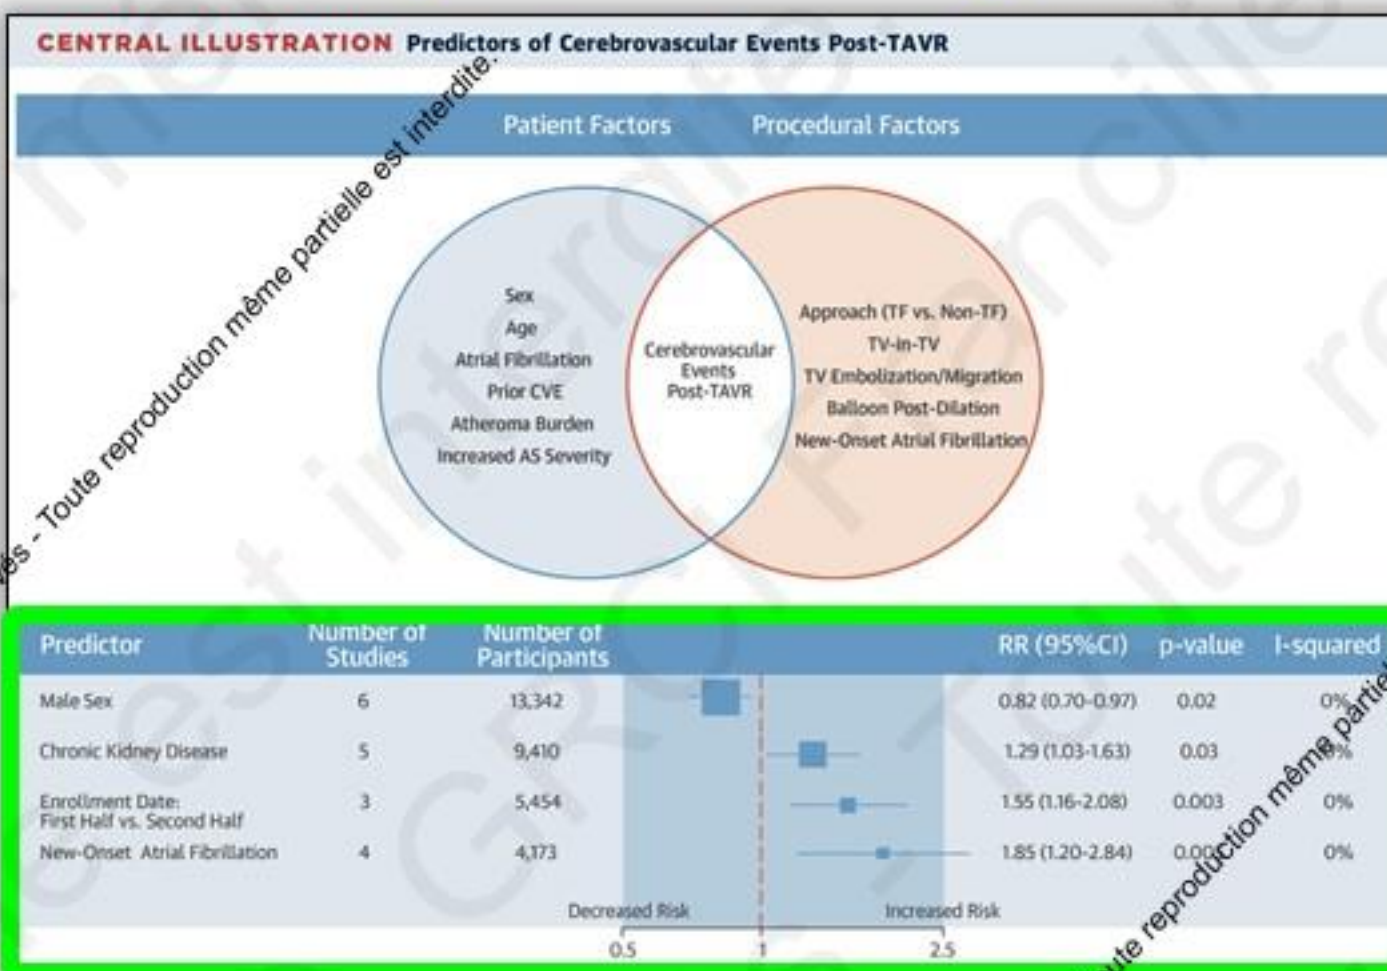 CENTRAL ILLUSTRATION Predictors of Cerebrovascular Events Post-TAVR
Patient Factors Procedural Factors
Sex
Age
Atrial Fibrillation
Prior CVE
Atheroma Burden
Increased AS Severity
Cerebrovascular
Events
Post-TAVR
Approach (TF vs. Non-TF)
TV-in-TV
TV Embolization/Migration
Balloon Post-Dilation
New-Onset Atrial Fibrillation
- Toute reproduction même partielle est interdite.
Predictor Number of Studies Number of Participants RR (95%CI) p-value I-squared
Male Sex 6 13,342 0.82 (0.70-0.97) 0.02 0%
Chronic Kidney Disease 5 9,410 1.29 (1.03-1.63) 0.03
Enrollment Date:
First Half vs. Second Half 3 5,454 1.55 (1.16-2.08) 0.003 0%
New-Onset Atrial Fibrillation 4 4,173 1.85 (1.20-2.84) 0%
Decreased Risk Increased Risk
0.5 1 2.5
reproduction même